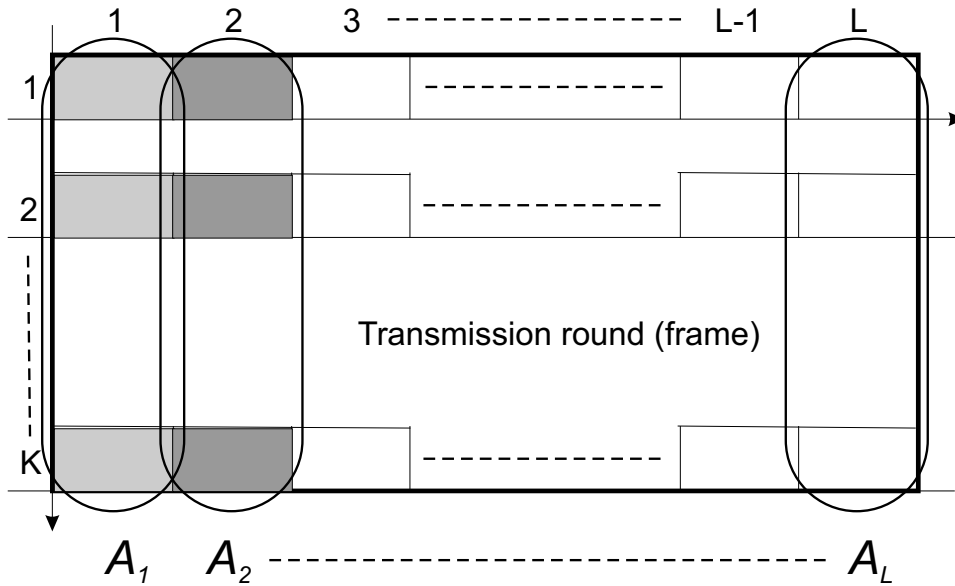 1 2 3 L-1 L
1
2
Transmission round (frame)
K
A1 A2 AL